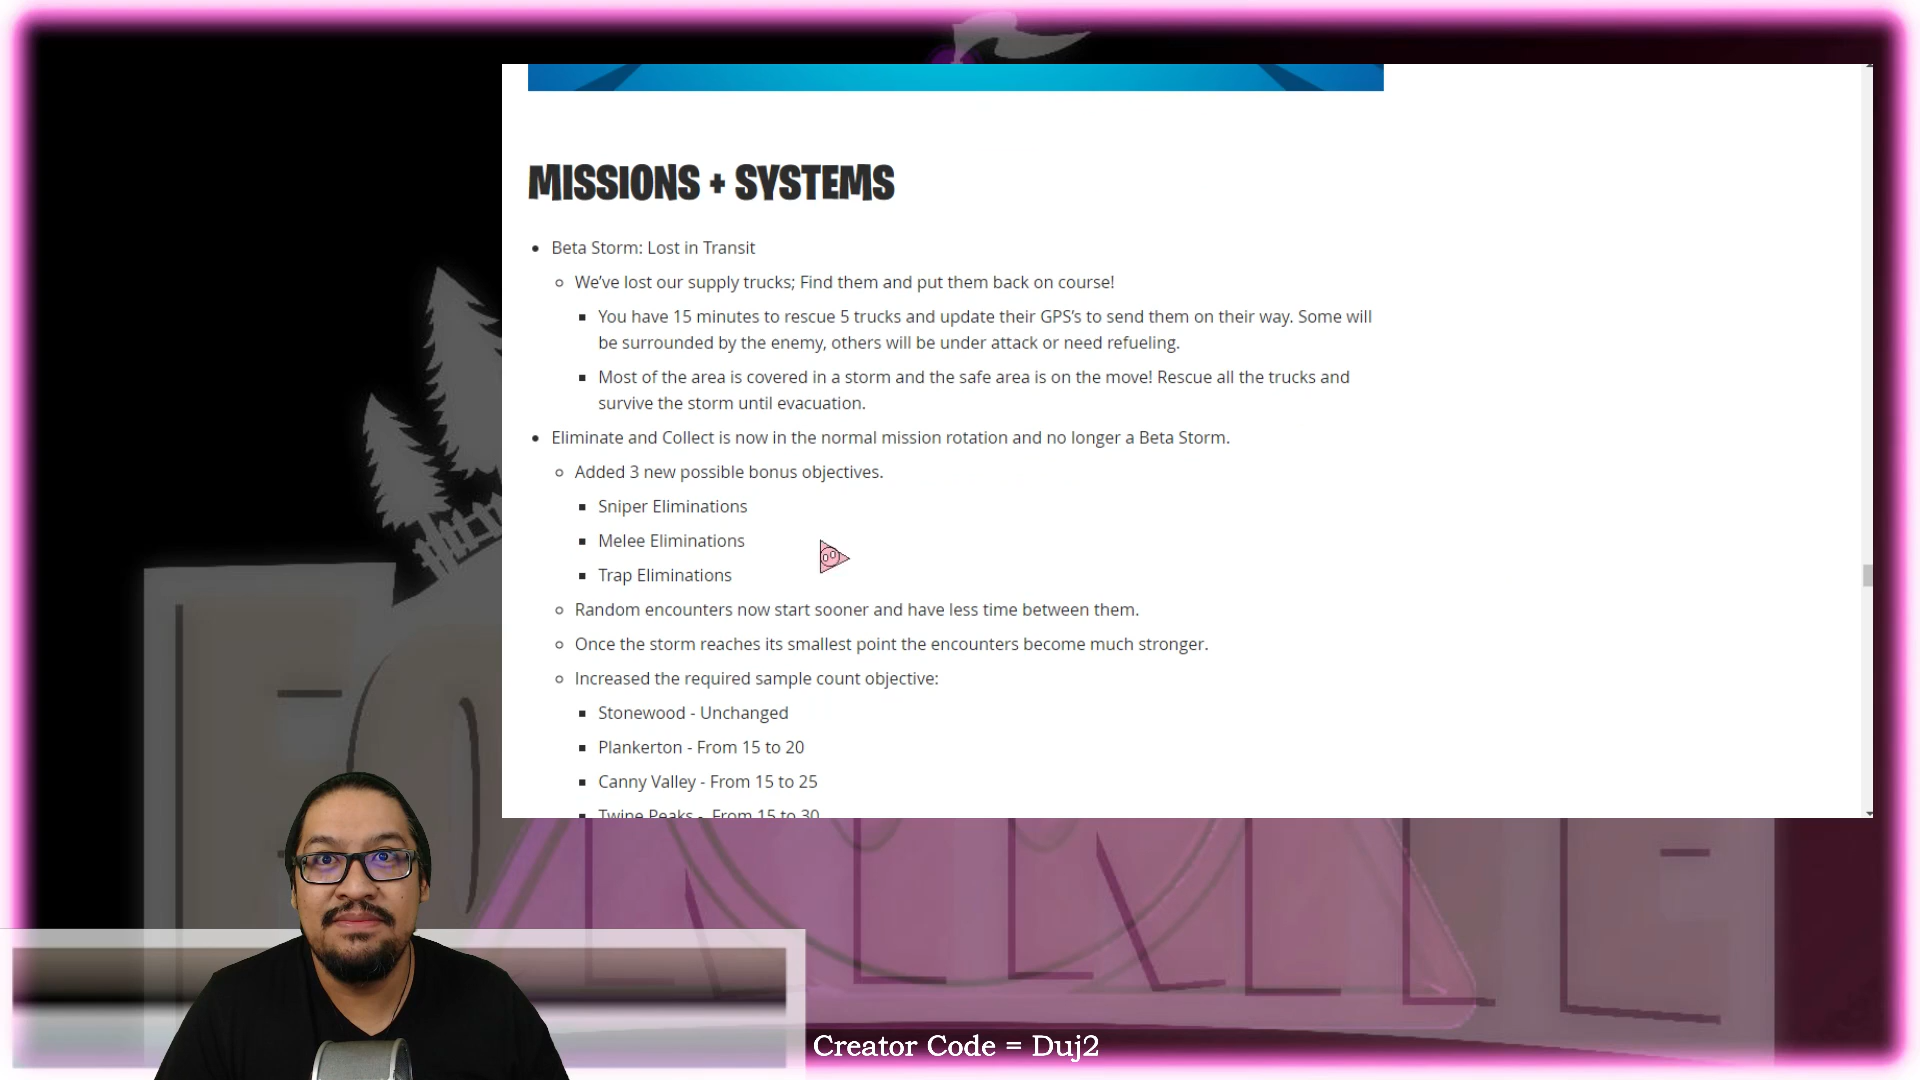 MISSIONS + SYSTEMS
Beta Storm: Lost in Transit
We’ve lost our supply trucks; Find them and put them back on course!
You have 15 minutes to rescue 5 trucks and update their GPS’s to send them on their way. Some will
be surrounded by the enemy, others will be under attack or need refueling.
Most of the area is covered in a storm and the safe area is on the move! Rescue all the trucks and
survive the storm until evacuation.
Eliminate and Collect is now in the normal mission rotation and no longer a Beta Storm.
Added 3 new possible bonus objectives.
Sniper Eliminations
Melee Eliminations
Trap Eliminations
Random encounters now start sooner and have less time between them.
Once the storm reaches its smallest point the encounters become much stronger.
Increased the required sample count objective:
Stonewood - Unchanged
Plankerton - From 15 to 20
Canny Valley - From 15 to 25
Twine Peaks - From 15 to 30
Creator Code = Duj2